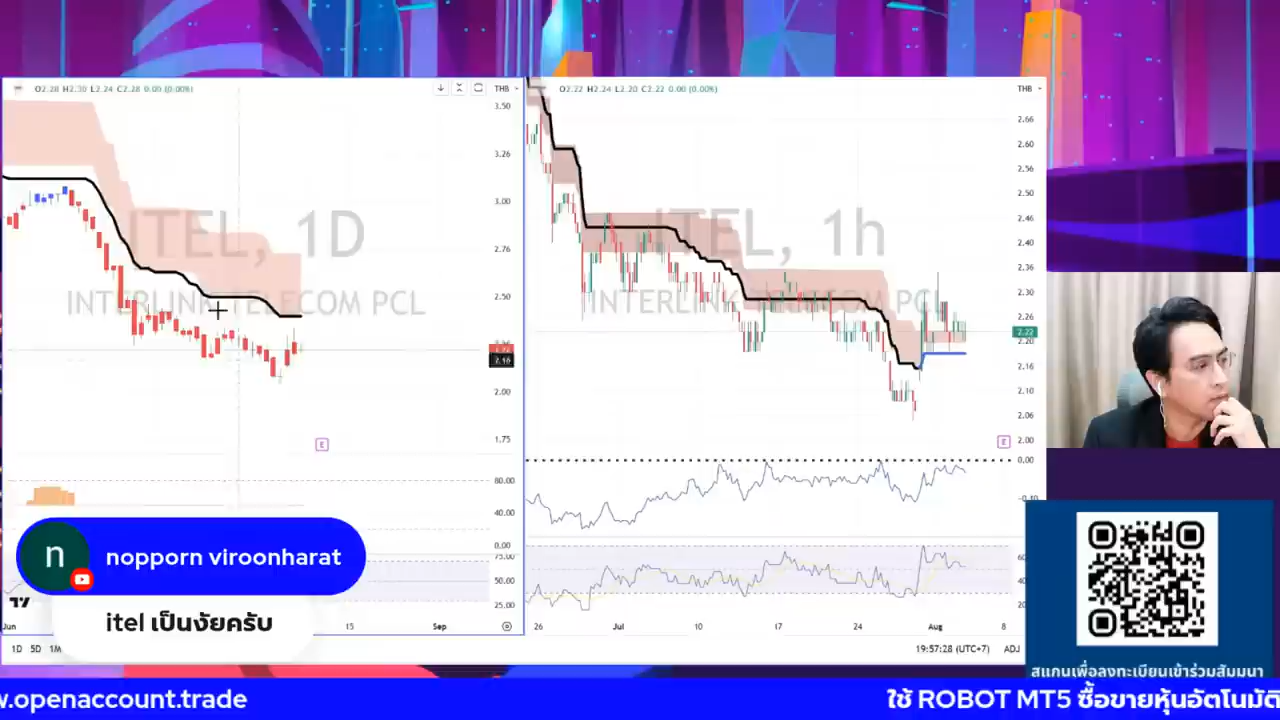 O2.28 H2.30 L2.24 C2.28 0.00 (0.00%)
THB
O2.22 H2.24 L2.20 C2.22 0.00 (0.00%)
THB
3.50
3.26
3.00
2.76
2.50
2.16
2.00
1.75
80.00
40.00
0.00
75.00
50.00
25.00
ITEL, 1D
INTERLINK TELECOM PCL
E
ITEL, 1h
INTERLINK TELECOM PCL
E
2.66
2.60
2.56
2.50
2.46
2.40
2.36
2.30
2.26
2.22
2.20
2.16
2.10
2.06
2.00
0.00
n
nopporn viroonharat
itel เป็นงัยครับ
Jun
15
Sep
26
Jul
10
17
24
Aug
8
1D 5D 1M
19:57:28 (UTC+7)
ADJ
สแกนเพื่อลงทะเบียนเข้าร่วมสัมมนา
w.openaccount.trade
ใช้ ROBOT MT5 ซื้อขายหุ้นอัตโนมัติ